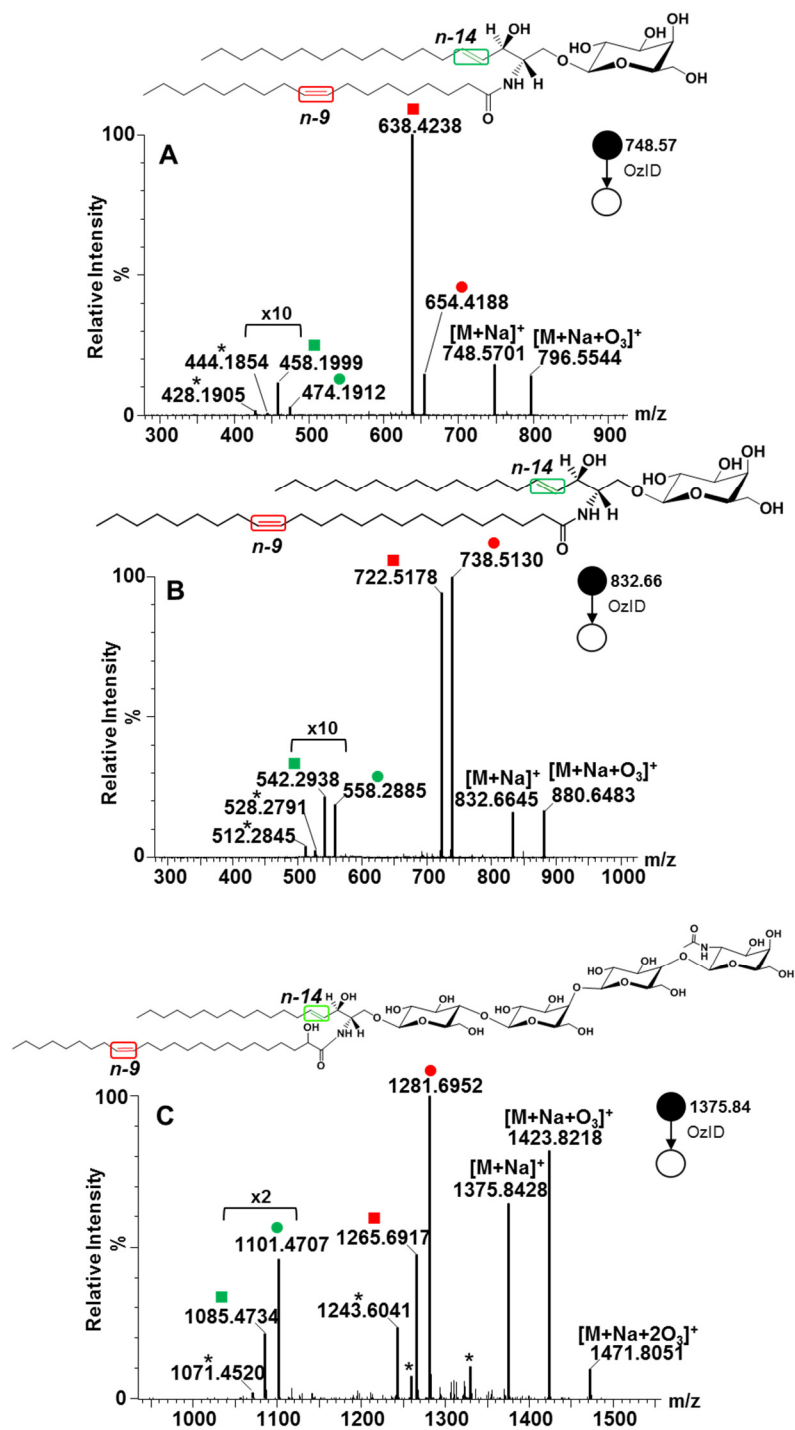 n-14
H OH
OH
OH
HO
O
O
OH
NH H
O
n-9
638.4238
100
A
748.57
OzID
Relative Intensity
%
654.4188
x10
[M+Na]+
748.5701
[M+Na+O3]+
796.5544
*
444.1854
458.1999
*
428.1905
474.1912
0
300 400 500 600 700 800 900 m/z
n-14
H OH
OH
OH
HO
O
O
OH
NH H
O
n-9
738.5130
722.5178
100
B
832.66
OzID
Relative Intensity
%
x10
542.2938
558.2885
*
528.2791
*
512.2845
[M+Na]+
832.6645
[M+Na+O3]+
880.6483
0
300 400 500 600 700 800 900 1000 m/z
n-14
n-9
1281.6952
100
C
1375.84
OzID
Relative Intensity
%
[M+Na+O3]+
1423.8218
[M+Na]+
1375.8428
x2
1101.4707
1265.6917
1085.4734
*
1243.6041
*
1071.4520
*
*
[M+Na+2O3]+
1471.8051
0
1000 1100 1200 1300 1400 1500 m/z